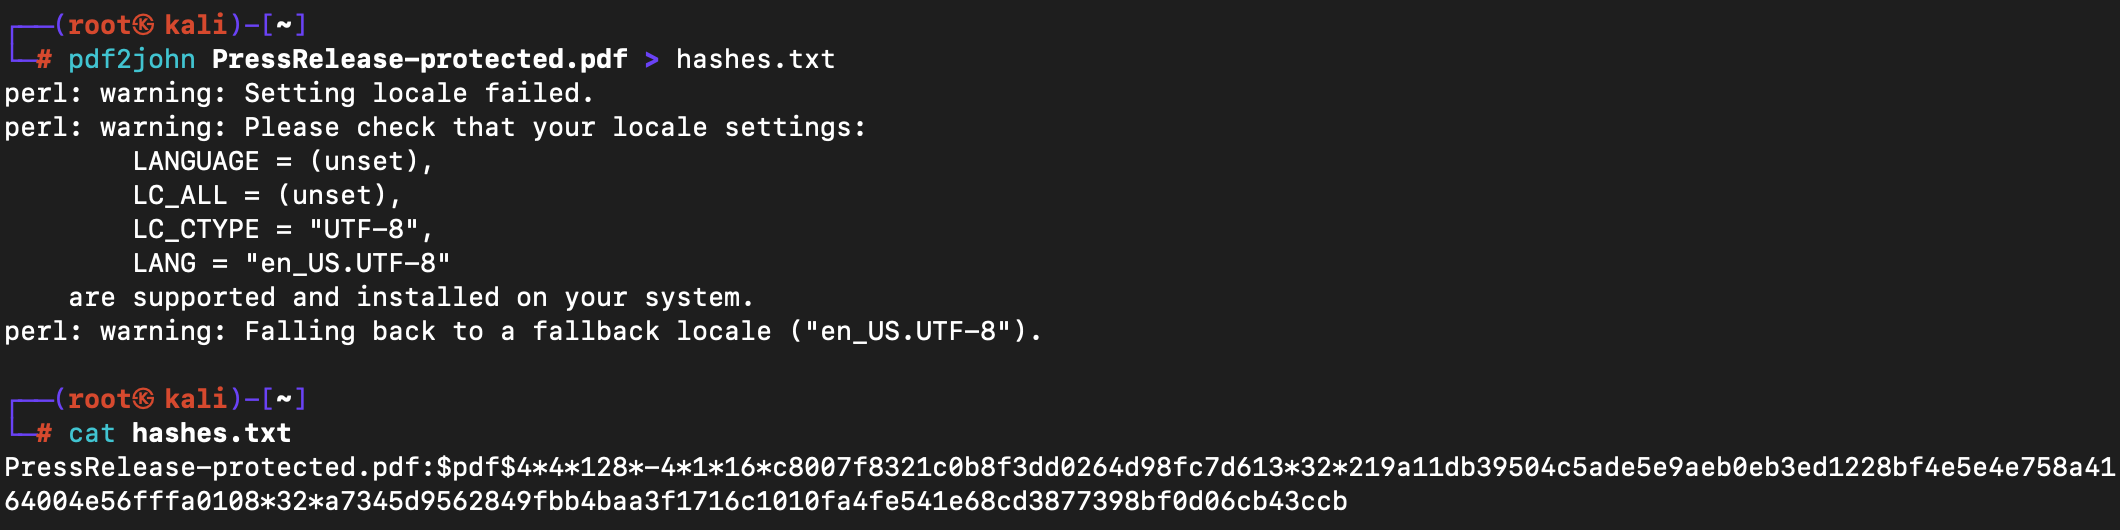 ┌──(root㉿kali)-[~]
└─# pdf2john PressRelease-protected.pdf > hashes.txt
perl: warning: Setting locale failed.
perl: warning: Please check that your locale settings:
        LANGUAGE = (unset),
        LC_ALL = (unset),
        LC_CTYPE = "UTF-8",
        LANG = "en_US.UTF-8"
    are supported and installed on your system.
perl: warning: Falling back to a fallback locale ("en_US.UTF-8").
┌──(root㉿kali)-[~]
└─# cat hashes.txt
PressRelease-protected.pdf:$pdf$4*4*128*-4*1*16*c8007f8321c0b8f3dd0264d98fc7d613*32*219a11db39504c5ade5e9aeb0eb3ed1228bf4e5e4e758a41
64004e56fffa0108*32*a7345d9562849fbb4baa3f1716c1010fa4fe541e68cd3877398bf0d06cb43ccb